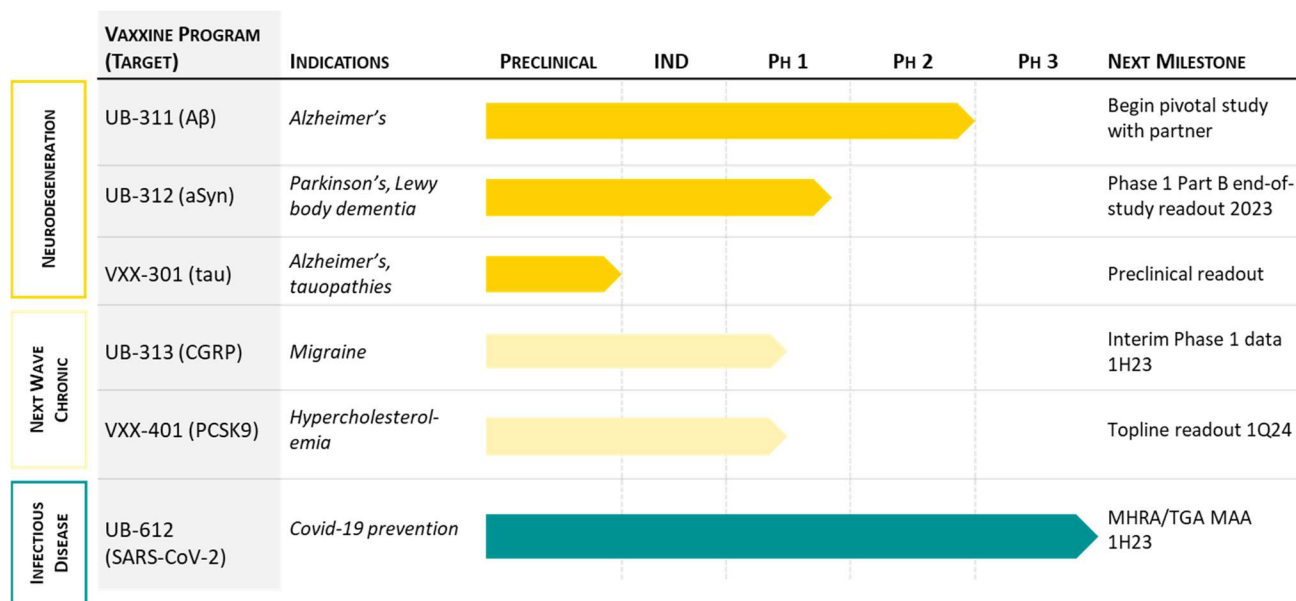 VAXXINE PROGRAM
(TARGET)
INDICATIONS
PRECLINICAL
IND
PH 1
PH 2
PH 3
NEXT MILESTONE
NEURODEGENERATION
UB-311 (Aβ)
Alzheimer's
Begin pivotal study
with partner
UB-312 (aSyn)
Parkinson's, Lewy
body dementia
Phase 1 Part B end-of-
study readout 2023
VXX-301 (tau)
Alzheimer's,
tauopathies
Preclinical readout
NEXT WAVE
CHRONIC
UB-313 (CGRP)
Migraine
Interim Phase 1 data
1H23
VXX-401 (PCSK9)
Hypercholesterol-
emia
Topline readout 1Q24
INFECTIOUS
DISEASE
UB-612
(SARS-CoV-2)
Covid-19 prevention
MHRA/TGA MAA
1H23